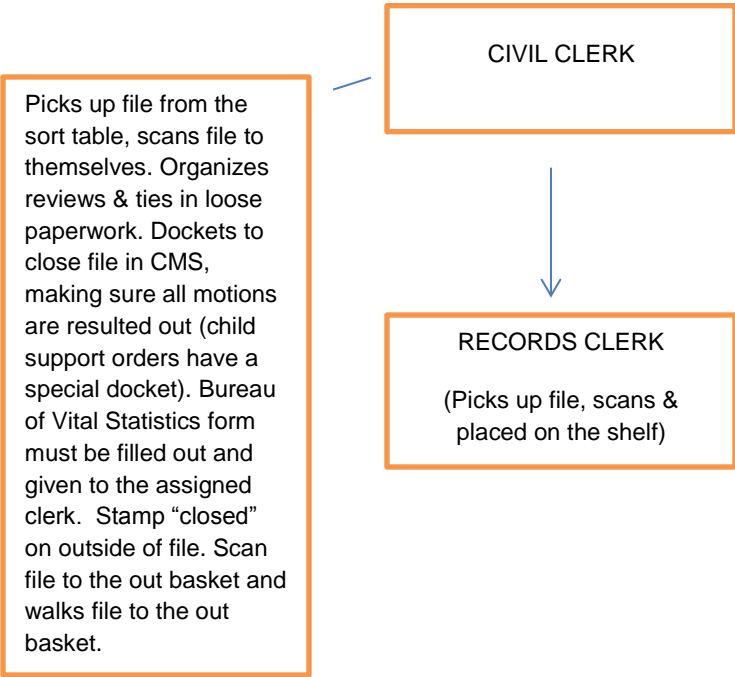 CIVIL CLERK
Picks up file from the
sort table, scans file to
themselves. Organizes
reviews & ties in loose
paperwork. Dockets to
close file in CMS,
making sure all motions
are resulted out (child
support orders have a
special docket). Bureau
of Vital Statistics form
must be filled out and
given to the assigned
clerk.  Stamp “closed”
on outside of file. Scan
file to the out basket and
walks file to the out
basket.
RECORDS CLERK
(Picks up file, scans &
placed on the shelf)